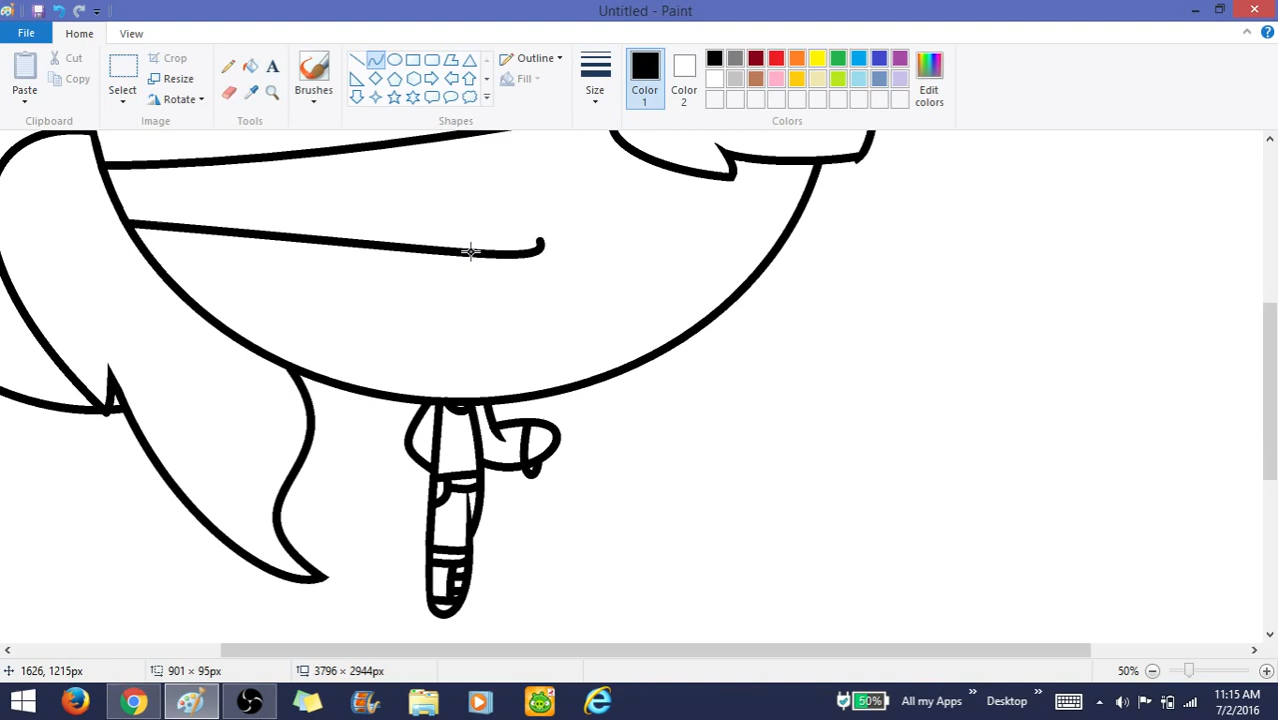 Untitled - Paint
File
Home
View
Paste
Cut
Copy
Clipboard
Select
Crop
Resize
Rotate
Image
A
Tools
Brushes
Shapes
Outline
Fill
Size
Color 1
Color 2
Colors
Edit colors
1626, 1215px
901 × 95px
3796 × 2944px
50%
50%
All my Apps
Desktop
11:15 AM
7/2/2016